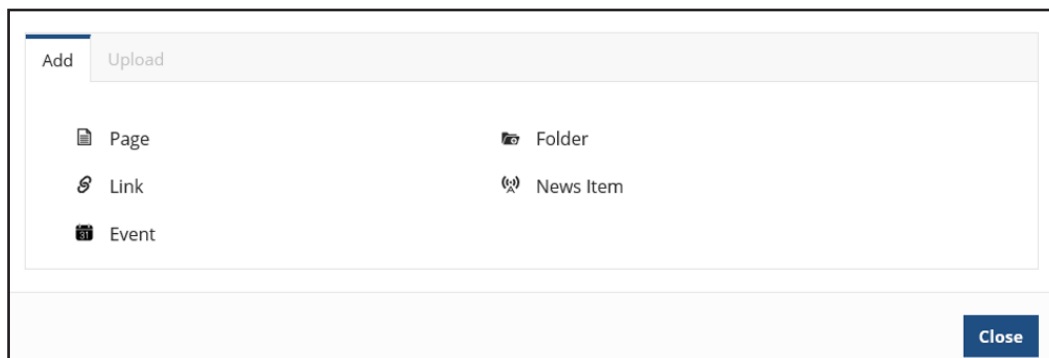 Add Upload
Page Folder
Link News Item
31 Event
Close